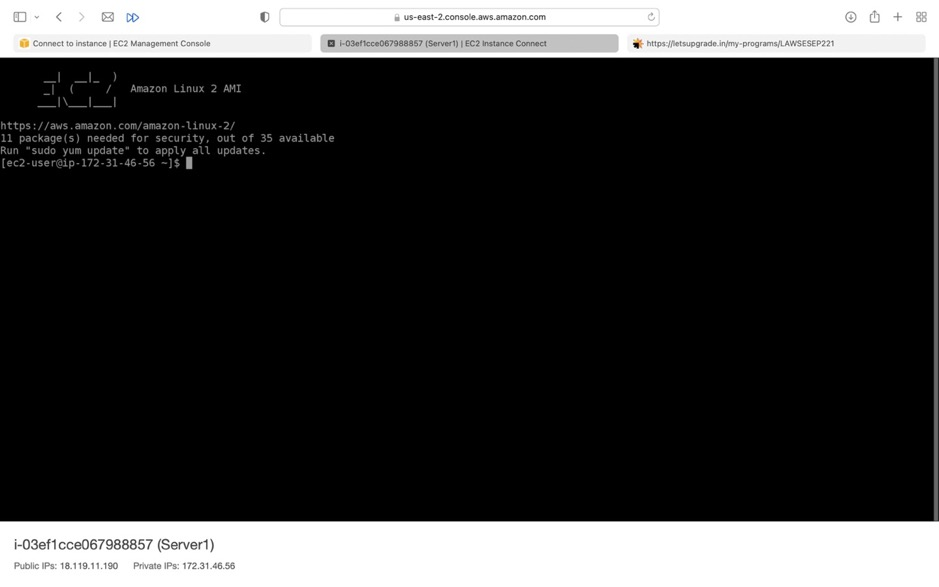 us-east-2.console.aws.amazon.com
Connect to instance | EC2 Management Console
i-03ef1cce067988857 (Server1) | EC2 Instance Connect
https://letsupgrade.in/my-programs/LAWSESEP221
__|  __|_  )
_|  (     /   Amazon Linux 2 AMI
___|\___|___|
https://aws.amazon.com/amazon-linux-2/
11 package(s) needed for security, out of 35 available
Run "sudo yum update" to apply all updates.
[ec2-user@ip-172-31-46-56 ~]$
i-03ef1cce067988857 (Server1)
Public IPs: 18.119.11.190 Private IPs: 172.31.46.56